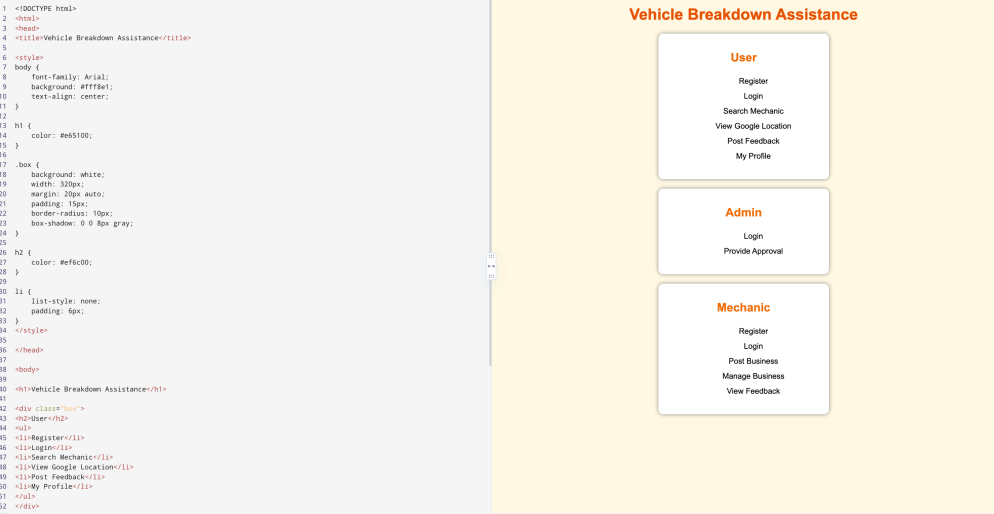 1 <!DOCTYPE html>
2 <html>
3 <head>
4 <title>Vehicle Breakdown Assistance</title>
5
6 <style>
7 body {
8     font-family: Arial;
9     background: #fff8e1;
10     text-align: center;
11 }
12
13 h1 {
14     color: #e65100;
15 }
16
17 .box {
18     background: white;
19     width: 320px;
20     margin: 20px auto;
21     padding: 15px;
22     border-radius: 10px;
23     box-shadow: 0 0 8px gray;
24 }
25
26 h2 {
27     color: #ef6c00;
28 }
29
30 li {
31     list-style: none;
32     padding: 6px;
33 }
34 </style>
35
36 </head>
37
38 <body>
39
40 <h1>Vehicle Breakdown Assistance</h1>
41
42 <div class="box">
43 <h2>User</h2>
44 <ul>
45 <li>Register</li>
46 <li>Login</li>
47 <li>Search Mechanic</li>
48 <li>View Google Location</li>
49 <li>Post Feedback</li>
50 <li>My Profile</li>
51 </ul>
52 </div>
Vehicle Breakdown Assistance
User
Register
Login
Search Mechanic
View Google Location
Post Feedback
My Profile
Admin
Login
Provide Approval
Mechanic
Register
Login
Post Business
Manage Business
View Feedback